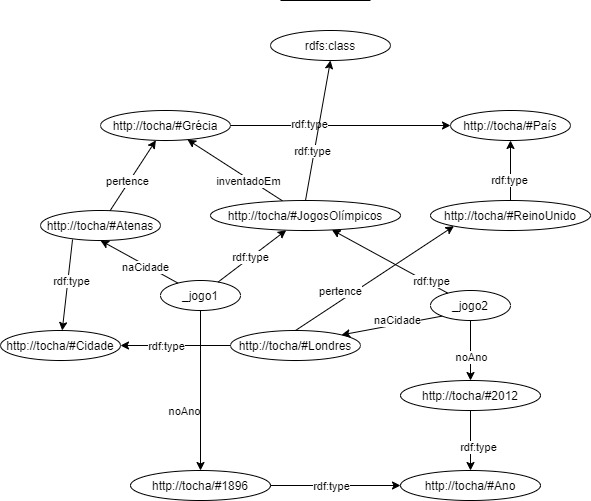 rdfs:class
http://tocha/#Grécia
rdf:type
http://tocha/#País
rdf:type
pertence
inventadoEm
rdf:type
http://tocha/#Atenas
http://tocha/#JogosOlímpicos
http://tocha/#ReinoUnido
rdf:type
naCidade
rdf:type
rdf:type
_jogo1
pertence
_jogo2
naCidade
http://tocha/#Cidade
rdf:type
http://tocha/#Londres
noAno
http://tocha/#2012
noAno
rdf:type
http://tocha/#1896
rdf:type
http://tocha/#Ano